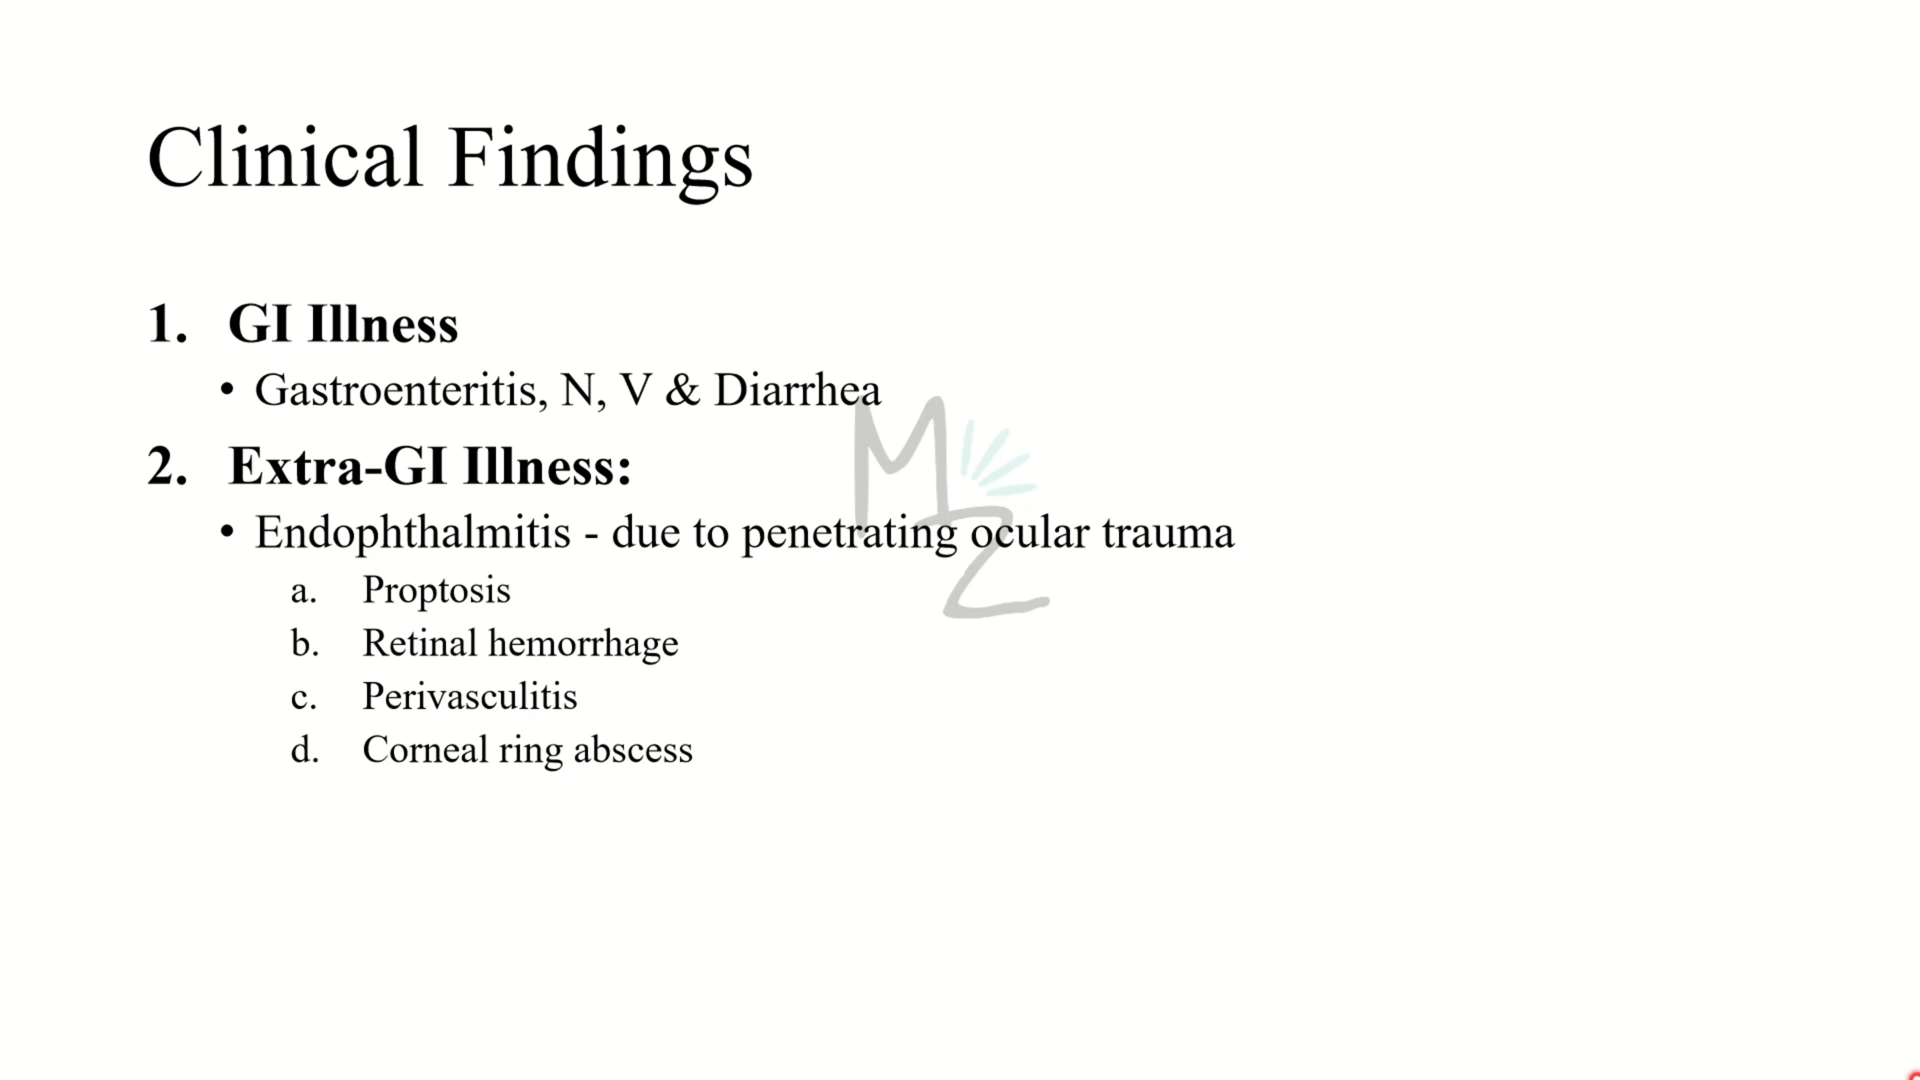 Clinical Findings
1. GI Illness
• Gastroenteritis, N, V & Diarrhea
2. Extra-GI Illness:
• Endophthalmitis - due to penetrating ocular trauma
a. Proptosis
b. Retinal hemorrhage
c. Perivasculitis
d. Corneal ring abscess
MZ